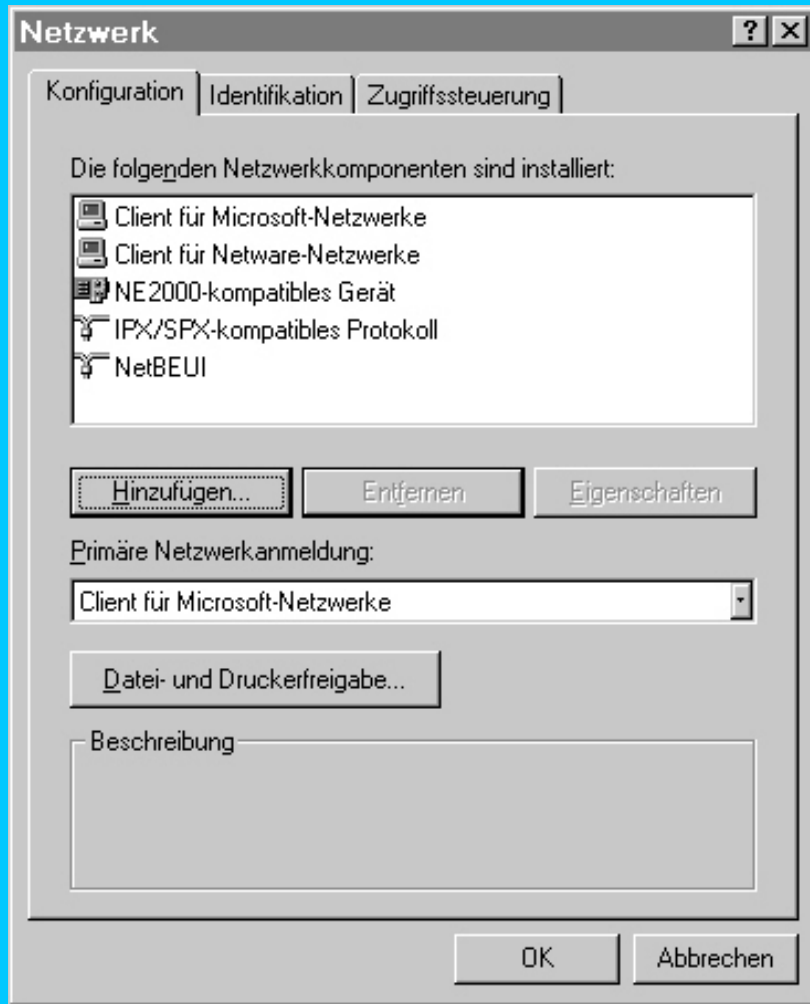 Netzwerk
Konfiguration Identifikation Zugriffssteuerung
Die folgenden Netzwerkkomponenten sind installiert:
Client für Microsoft-Netzwerke
Client für Netware-Netzwerke
NE2000-kompatibles Gerät
IPX/SPX-kompatibles Protokoll
NetBEUI
Hinzufügen... Entfernen Eigenschaften
Primäre Netzwerkanmeldung:
Client für Microsoft-Netzwerke
Datei- und Druckerfreigabe...
Beschreibung
OK Abbrechen